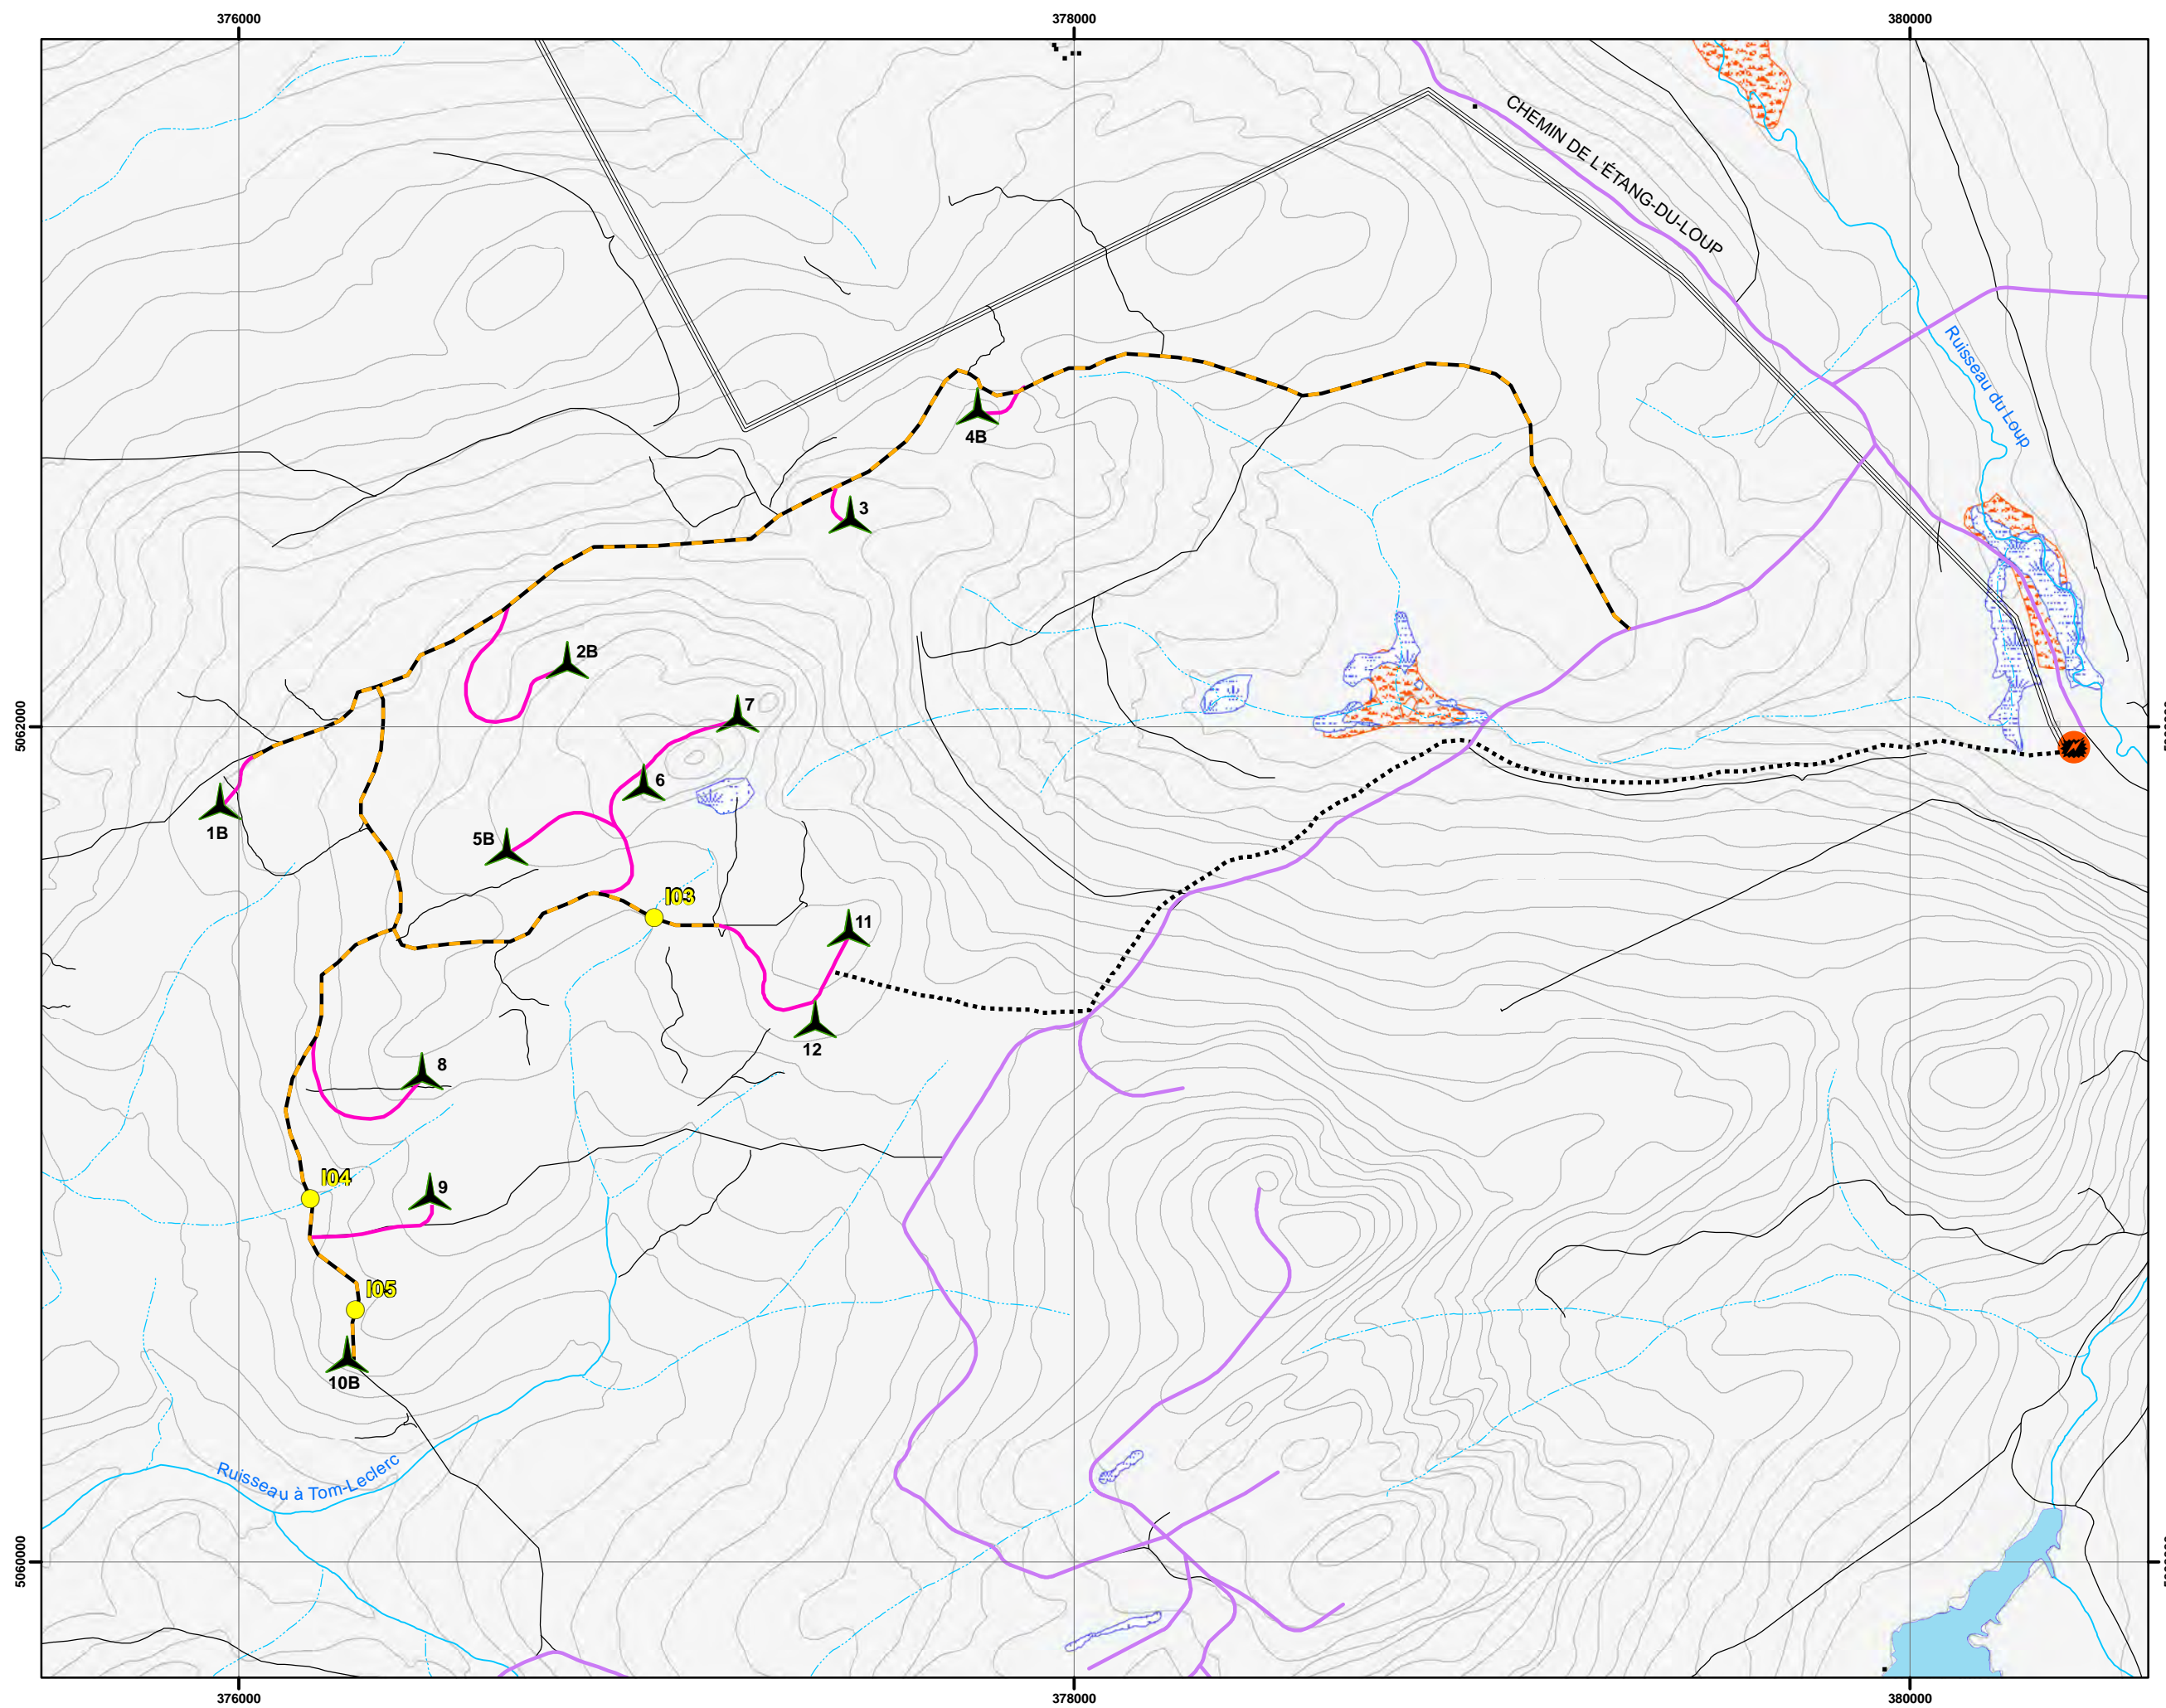 376000 378000 380000
CHEMIN DE L'ÉTANG-DU-LOUP
Ruisseau du Loup
4B
3
2B
7
5062000
6
1B
5B
I03
11
12
8
I04
9
I05
10B
Ruisseau à Tom-Leclerc
5060000
376000 378000 380000